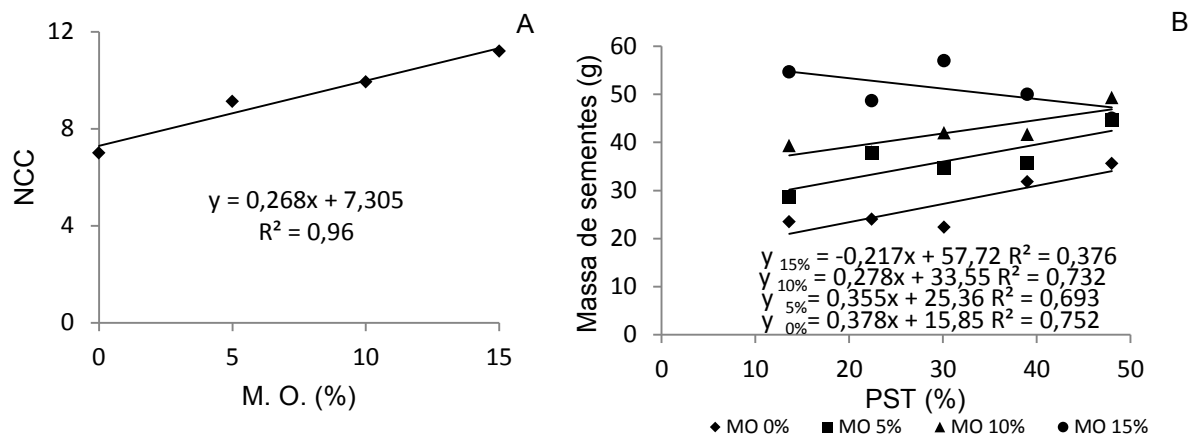 A
12
8
4
0
NCC
y = 0,268x + 7,305
R² = 0,96
0 5 10 15
M. O. (%)
B
60
50
40
30
20
10
0
Massa de sementes (g)
y 15% = -0,217x + 57,72 R² = 0,376
y 10% = 0,278x + 33,55 R² = 0,732
y 5% = 0,355x + 25,36 R² = 0,693
y 0% = 0,378x + 15,85 R² = 0,752
0 10 20 30 40 50
PST (%)
MO 0% MO 5% MO 10% MO 15%